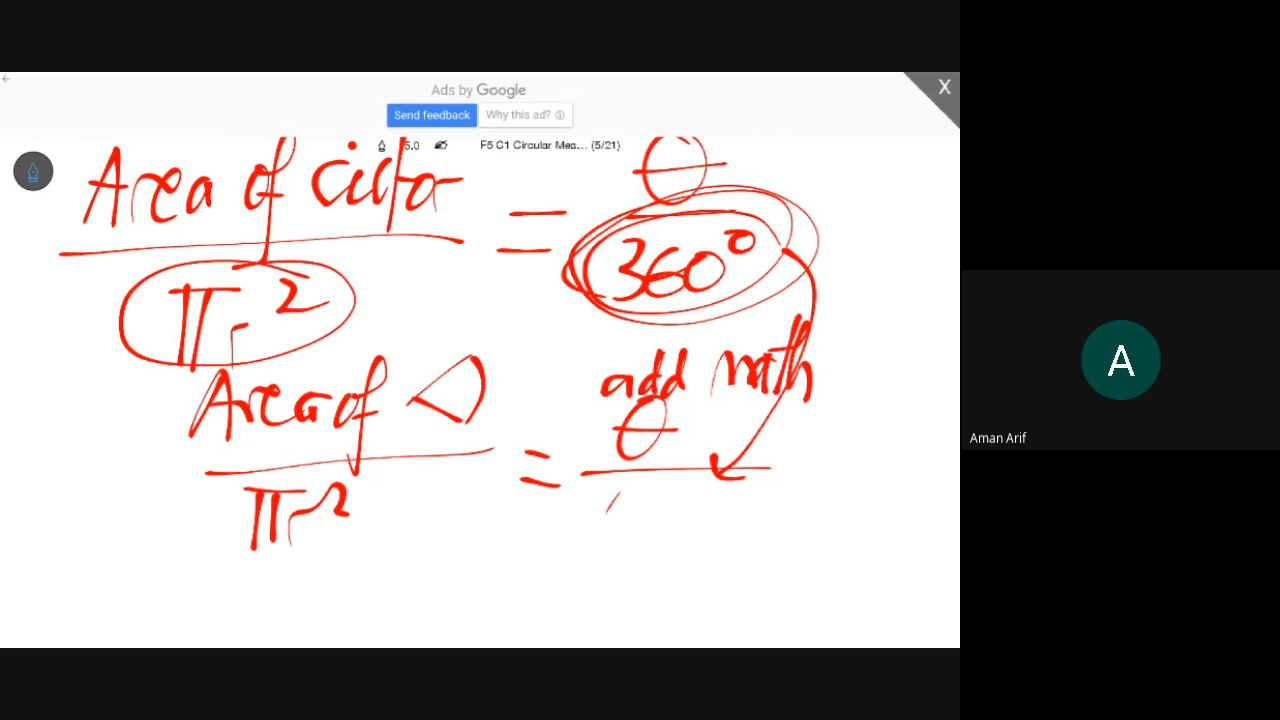 Ads by Google
Send feedback
Why this ad?
X
5.0
F5 C1 Circular Mea... (5/21)
Area of
πr²
=
θ
360°
add math
Area of
πr²
=
θ
A
Aman Arif